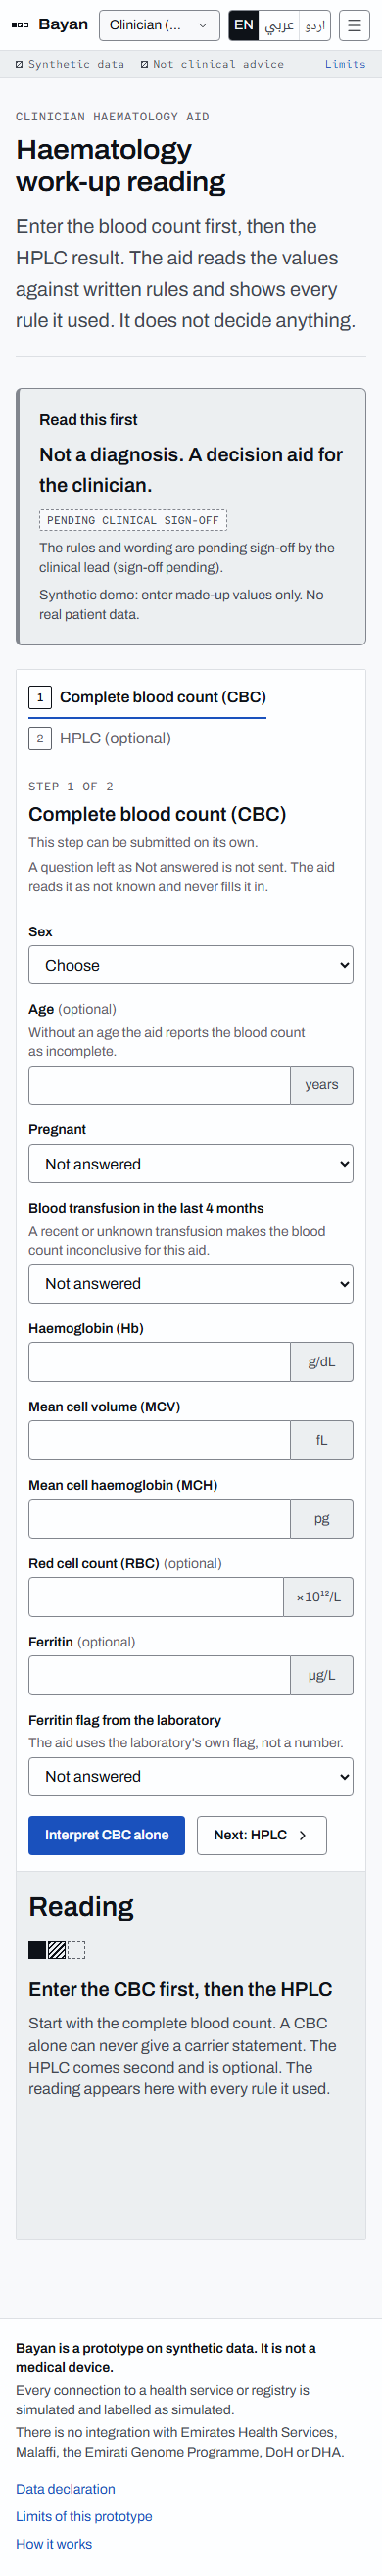 Bayan
Clinician (...
EN
عربي
اردو
Synthetic data
Not clinical advice
Limits
CLINICIAN HAEMATOLOGY AID
Haematology
work-up reading
Enter the blood count first, then the
HPLC result. The aid reads the values
against written rules and shows every
rule it used. It does not decide anything.
Read this first
Not a diagnosis. A decision aid for
the clinician.
PENDING CLINICAL SIGN-OFF
The rules and wording are pending sign-off by the
clinical lead (sign-off pending).
Synthetic demo: enter made-up values only. No
real patient data.
1 Complete blood count (CBC)
2 HPLC (optional)
STEP 1 OF 2
Complete blood count (CBC)
This step can be submitted on its own.
A question left as Not answered is not sent. The aid
reads it as not known and never fills it in.
Sex
Choose
Age (optional)
Without an age the aid reports the blood count
as incomplete.
years
Pregnant
Not answered
Blood transfusion in the last 4 months
A recent or unknown transfusion makes the blood
count inconclusive for this aid.
Not answered
Haemoglobin (Hb)
g/dL
Mean cell volume (MCV)
fL
Mean cell haemoglobin (MCH)
pg
Red cell count (RBC) (optional)
×10¹²/L
Ferritin (optional)
µg/L
Ferritin flag from the laboratory
The aid uses the laboratory's own flag, not a number.
Not answered
Interpret CBC alone
Next: HPLC
Reading
Enter the CBC first, then the HPLC
Start with the complete blood count. A CBC
alone can never give a carrier statement. The
HPLC comes second and is optional. The
reading appears here with every rule it used.
Bayan is a prototype on synthetic data. It is not a
medical device.
Every connection to a health service or registry is
simulated and labelled as simulated.
There is no integration with Emirates Health Services,
Malaffi, the Emirati Genome Programme, DoH or DHA.
Data declaration
Limits of this prototype
How it works